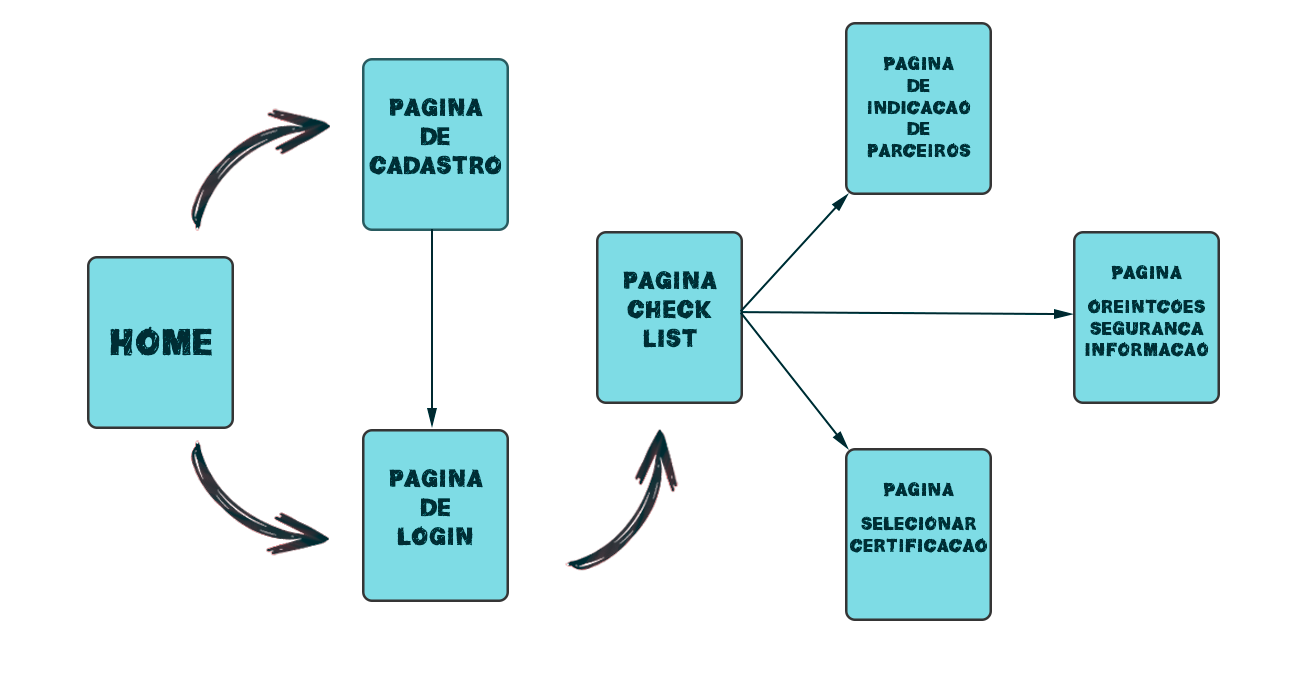 HOME
PAGINA
DE
CADASTRO
PAGINA
DE
LOGIN
PAGINA
CHECK
LIST
PAGINA
DE
INDICACAO
DE
PARCEIROS
PAGINA
OREINTCOES
SEGURANCA
INFORMACAO
PAGINA
SELECIONAR
CERTIFICACAO